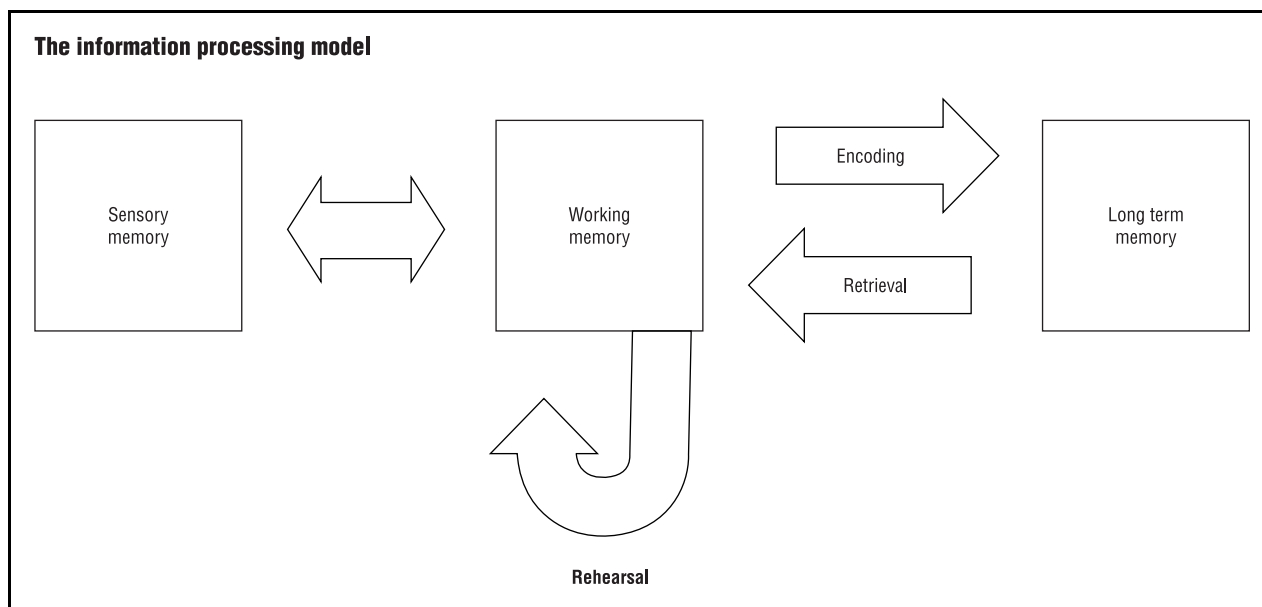 The information processing model
Sensory
memory
Working
memory
Encoding
Retrieval
Long term
memory
Rehearsal